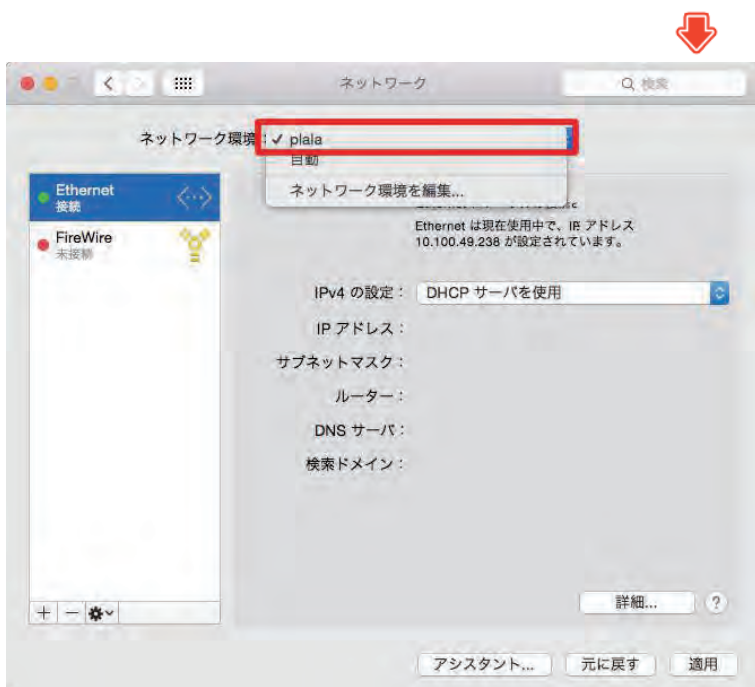 ネットワーク
検索
ネットワーク環境：
✓ plala
自動
ネットワーク環境を編集...
Ethernet
接続
FireWire
未接続
Ethernet は現在使用中で、IP アドレス
10.100.49.238 が設定されています。
IPv4 の設定：
DHCP サーバを使用
IP アドレス：
サブネットマスク：
ルーター：
DNS サーバ：
検索ドメイン：
詳細...
?
アシスタント...
元に戻す
適用